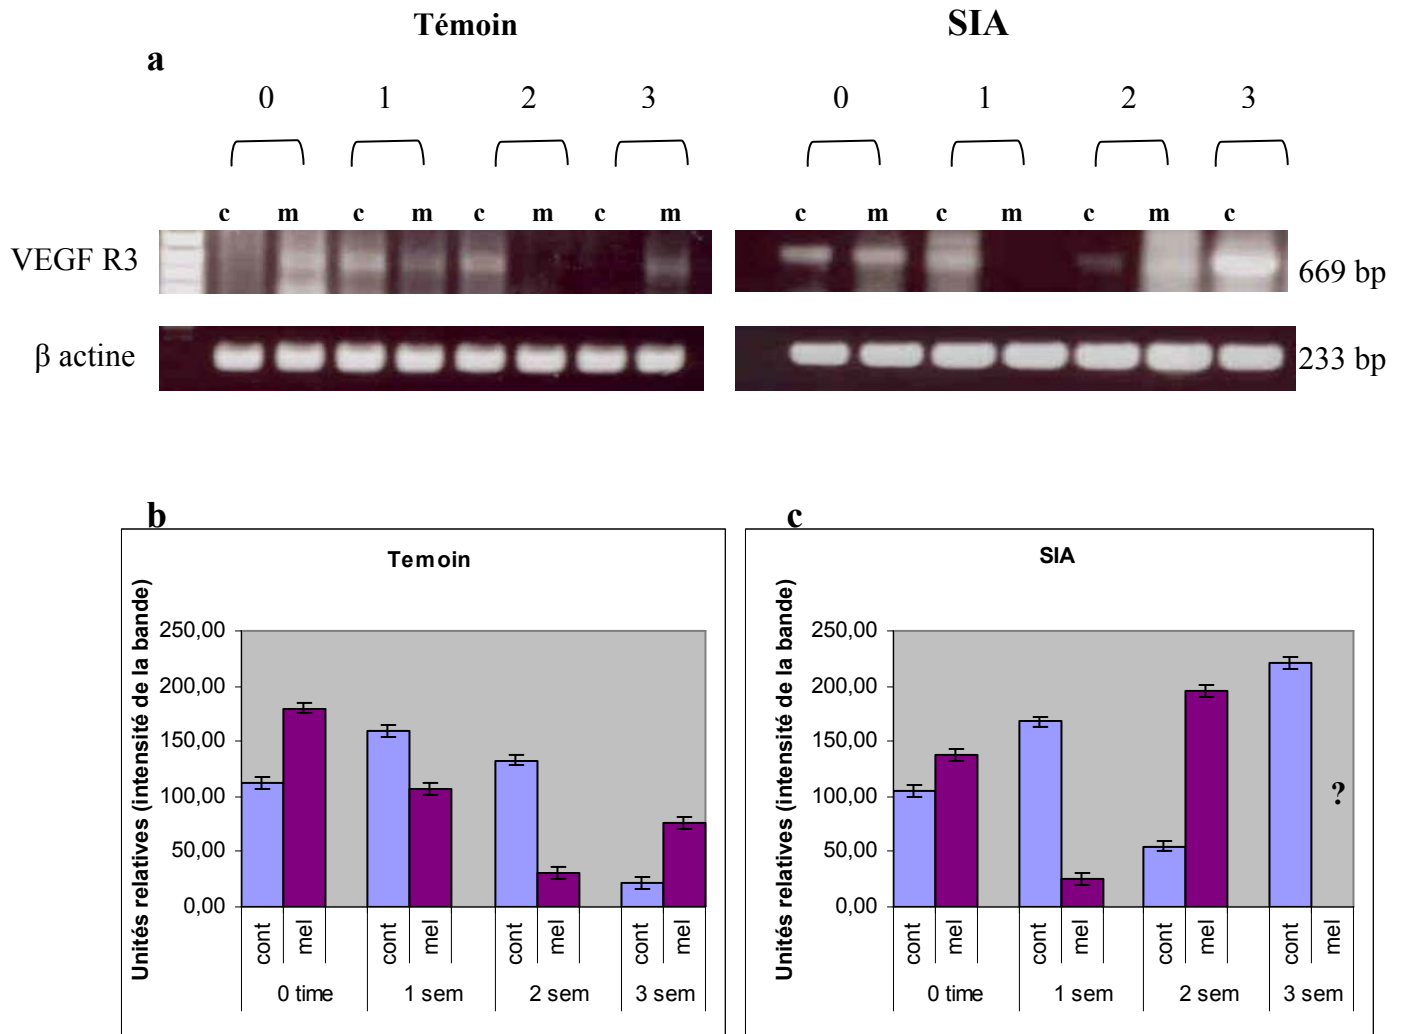 Témoin SIA
a
0 1 2 3 0 1 2 3
c m c m c m c m c m c m c m c
VEGF R3 669 bp
β actine 233 bp
b c
Temoin SIA
Unités relatives (intensité de la bande) Unités relatives (intensité de la bande)
250,00 250,00
200,00 200,00
150,00 150,00
100,00 100,00 ?
50,00 50,00
0,00 0,00
cont mel cont mel cont mel cont mel cont mel cont mel cont mel cont mel
0 time 1 sem 2 sem 3 sem 0 time 1 sem 2 sem 3 sem